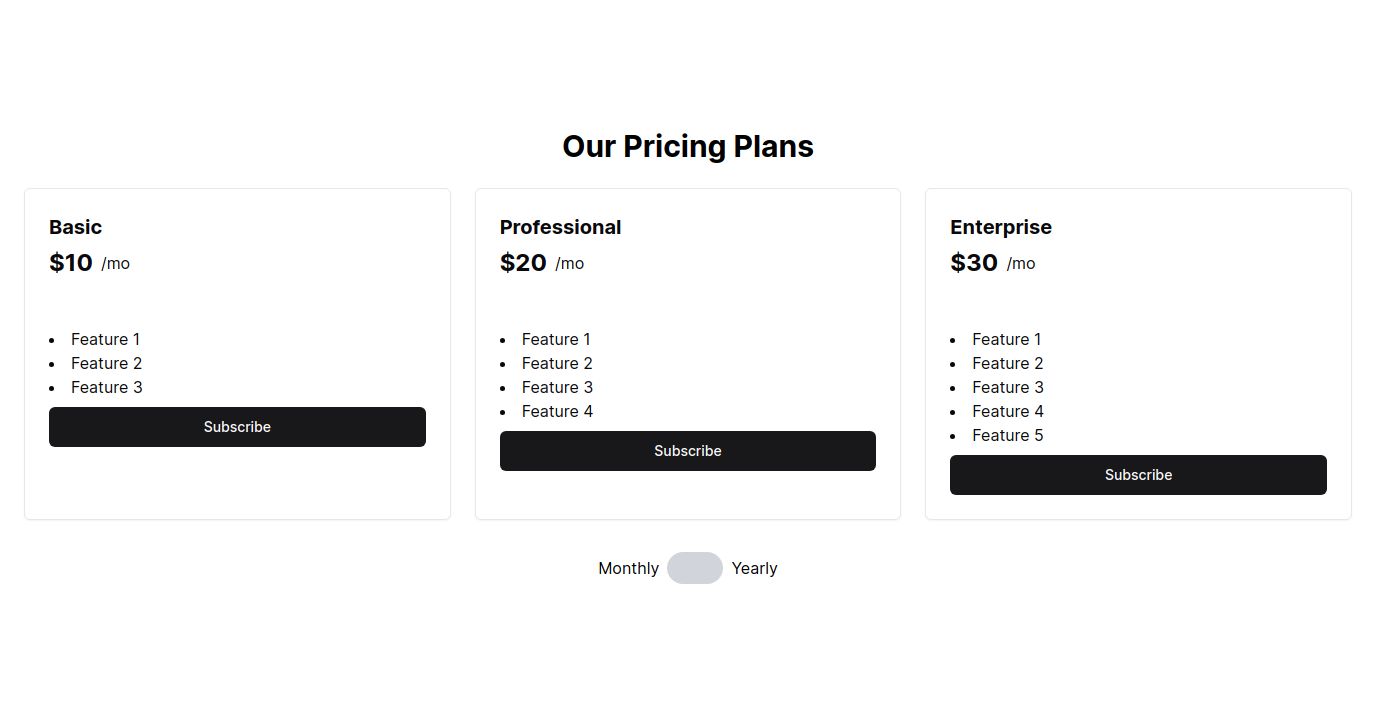 Our Pricing Plans
Basic
$10 /mo
Feature 1
Feature 2
Feature 3
Subscribe
Professional
$20 /mo
Feature 1
Feature 2
Feature 3
Feature 4
Subscribe
Enterprise
$30 /mo
Feature 1
Feature 2
Feature 3
Feature 4
Feature 5
Subscribe
Monthly Yearly